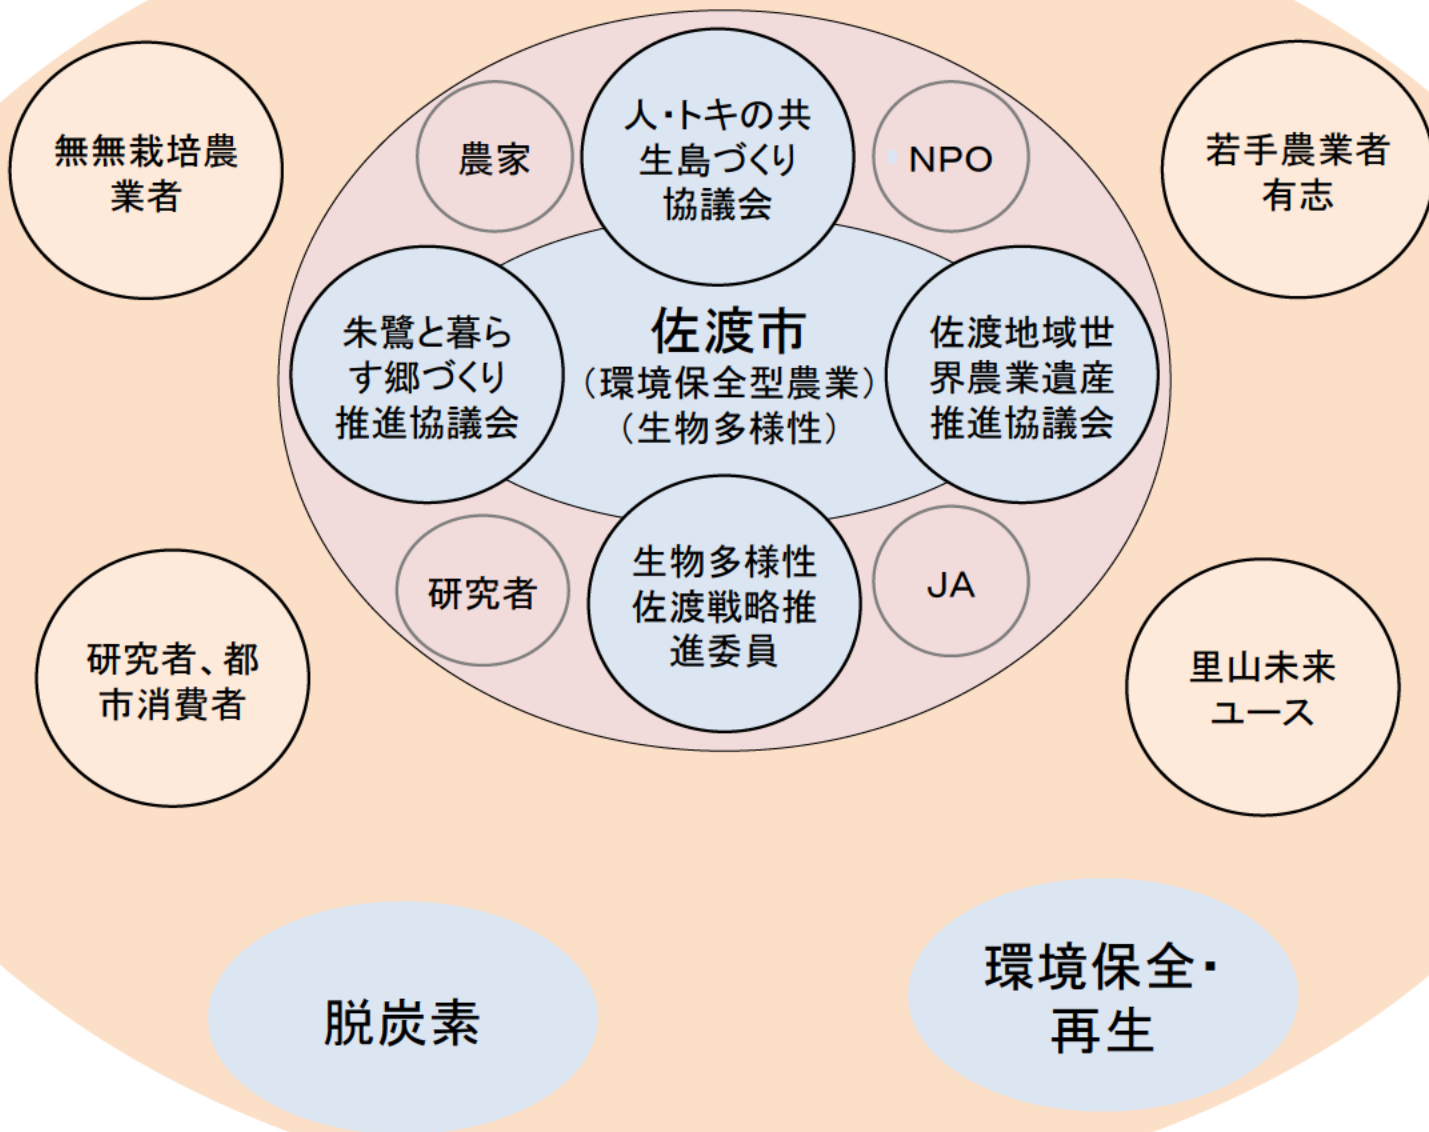 無無栽培農
業者
農家
人・トキの共
生島づくり
協議会
NPO
若手農業者
有志
朱鷺と暮ら
す郷づくり
推進協議会
佐渡市
（環境保全型農業）
（生物多様性）
佐渡地域世
界農業遺産
推進協議会
研究者
生物多様性
佐渡戦略推
進委員
JA
研究者、都
市消費者
里山未来
ユース
脱炭素
環境保全・
再生